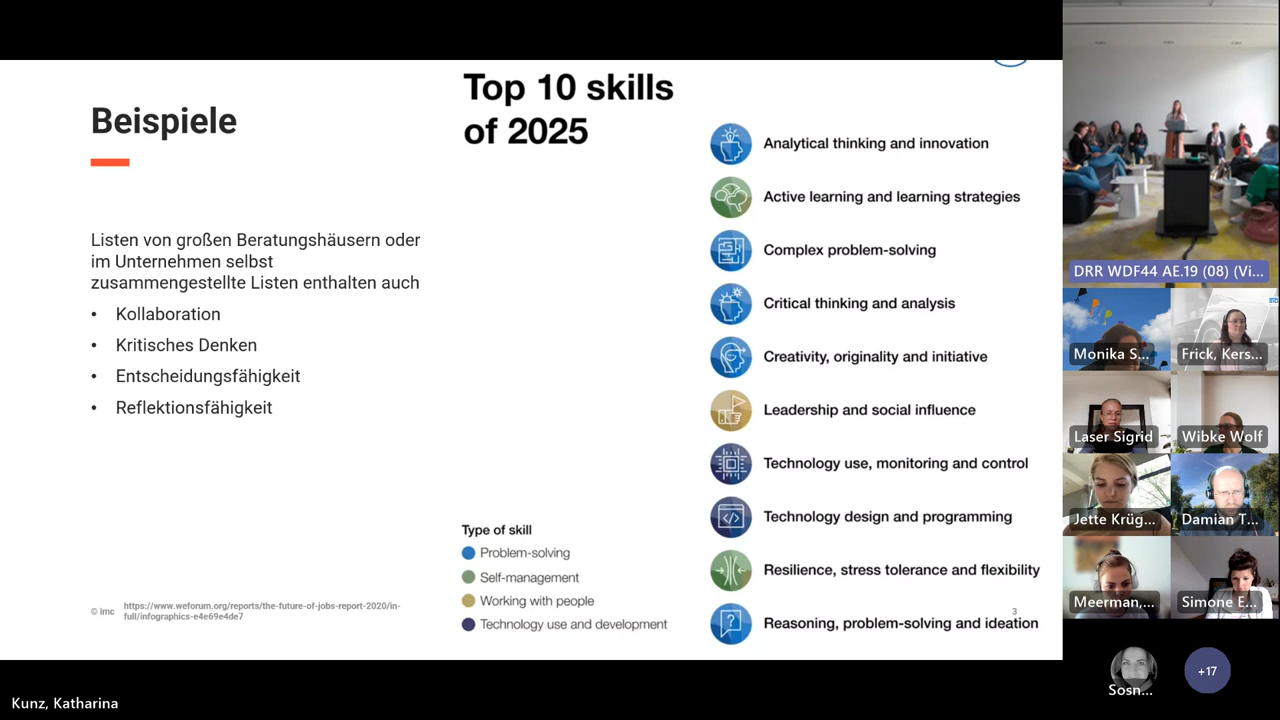 Beispiele
Listen von großen Beratungshäusern oder
im Unternehmen selbst
zusammengestellte Listen enthalten auch
• Kollaboration
• Kritisches Denken
• Entscheidungsfähigkeit
• Reflektionsfähigkeit
© imc
https://www.weforum.org/reports/the-future-of-jobs-report-2020/in-
full/infographics-e4e69e4de7
Top 10 skills
of 2025
Analytical thinking and innovation
Active learning and learning strategies
Complex problem-solving
Critical thinking and analysis
Creativity, originality and initiative
Leadership and social influence
Technology use, monitoring and control
Technology design and programming
Resilience, stress tolerance and flexibility
Reasoning, problem-solving and ideation
Type of skill
Problem-solving
Self-management
Working with people
Technology use and development
3
DRR WDF44 AE.19 (08) (Vi...
Monika S...
Frick, Kers...
Laser Sigrid
Wibke Wolf
Jette Krüg...
Damian T...
Meerman,...
Simone E...
Sosn...
+17
Kunz, Katharina